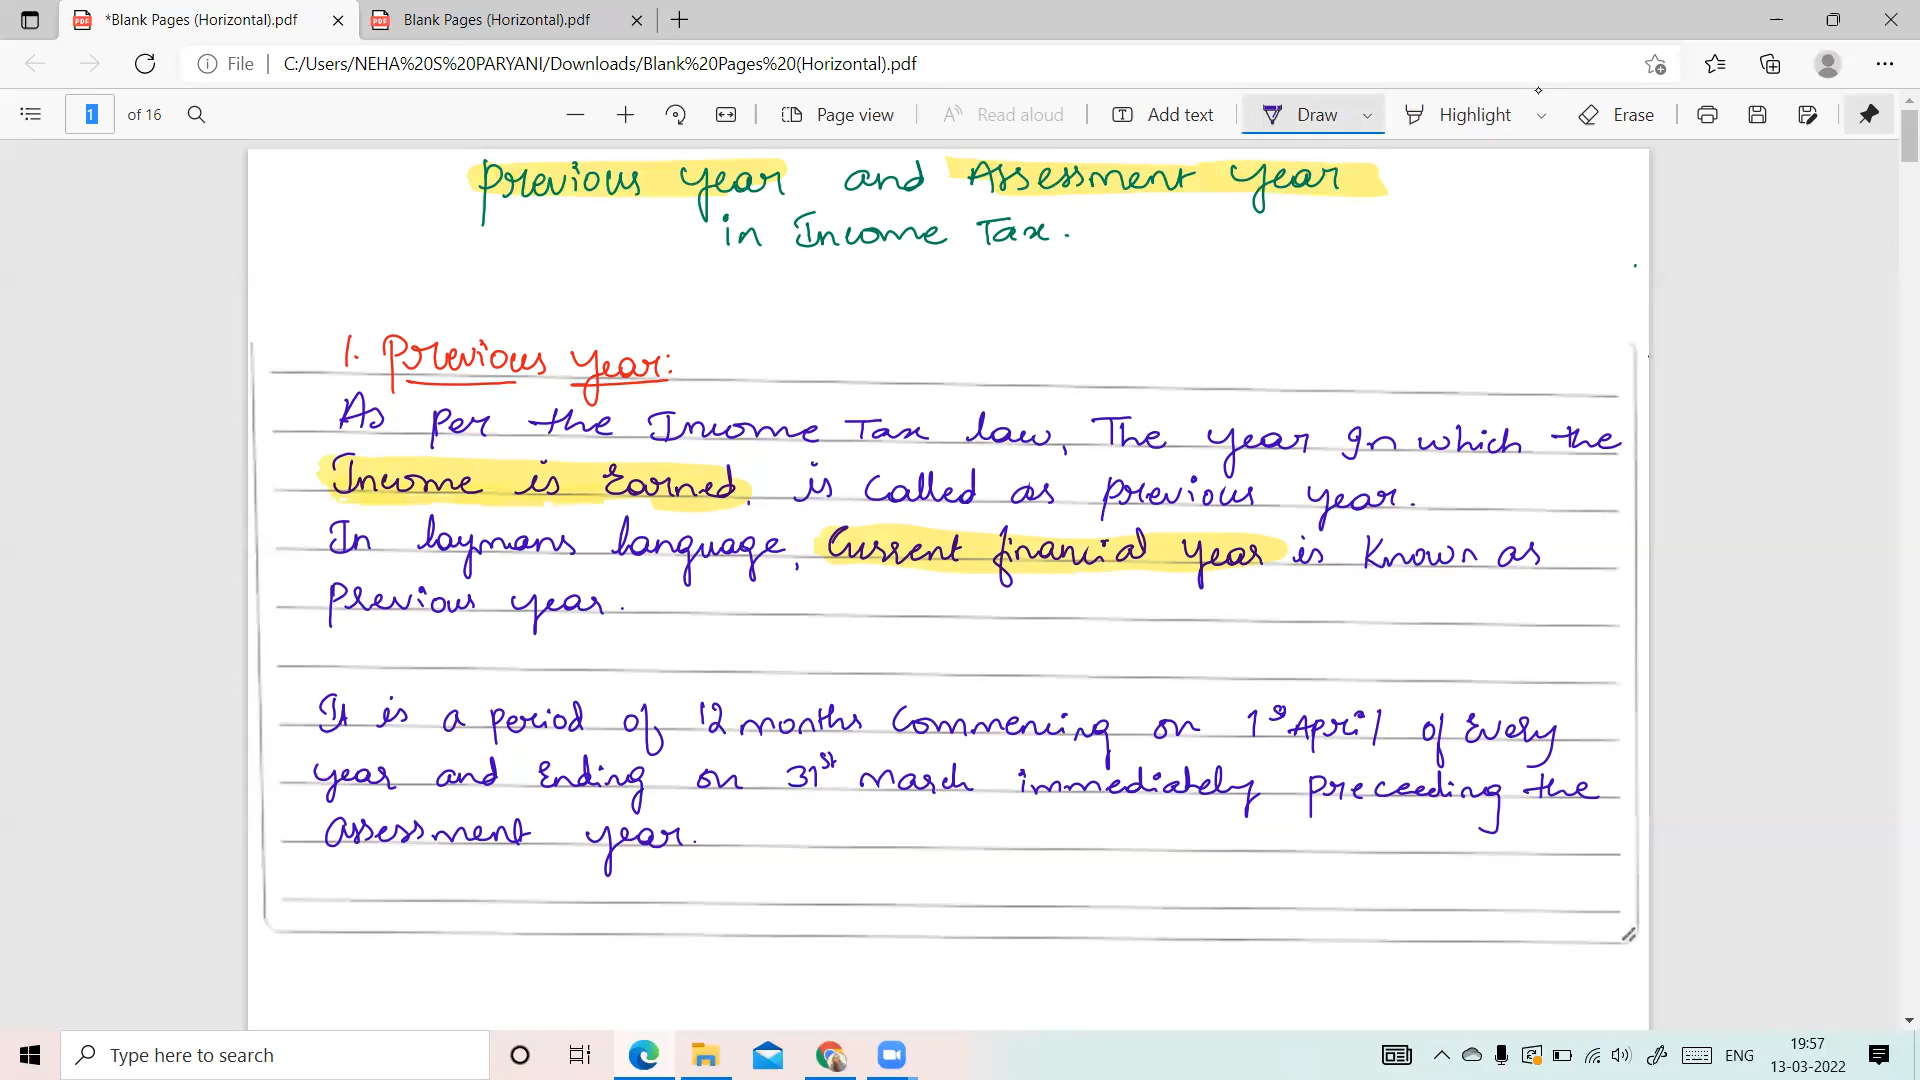 *Blank Pages (Horizontal).pdf
Blank Pages (Horizontal).pdf
File
C:/Users/NEHA%20S%20PARYANI/Downloads/Blank%20Pages%20(Horizontal).pdf
1 of 16
Page view
Read aloud
Add text
Draw
Highlight
Erase
Previous year and Assessment year
in Income Tax.
1. Previous year:
As per the Income Tax law, The year In which the
Income is Earned, is called as previous year.
In laymans language, Current financial year is known as
previous year.
It is a period of 12 months commencing on 1st April of Every
year and Ending on 31st March immediately preceeding the
assessment year.
Type here to search
ENG
19:57
13-03-2022